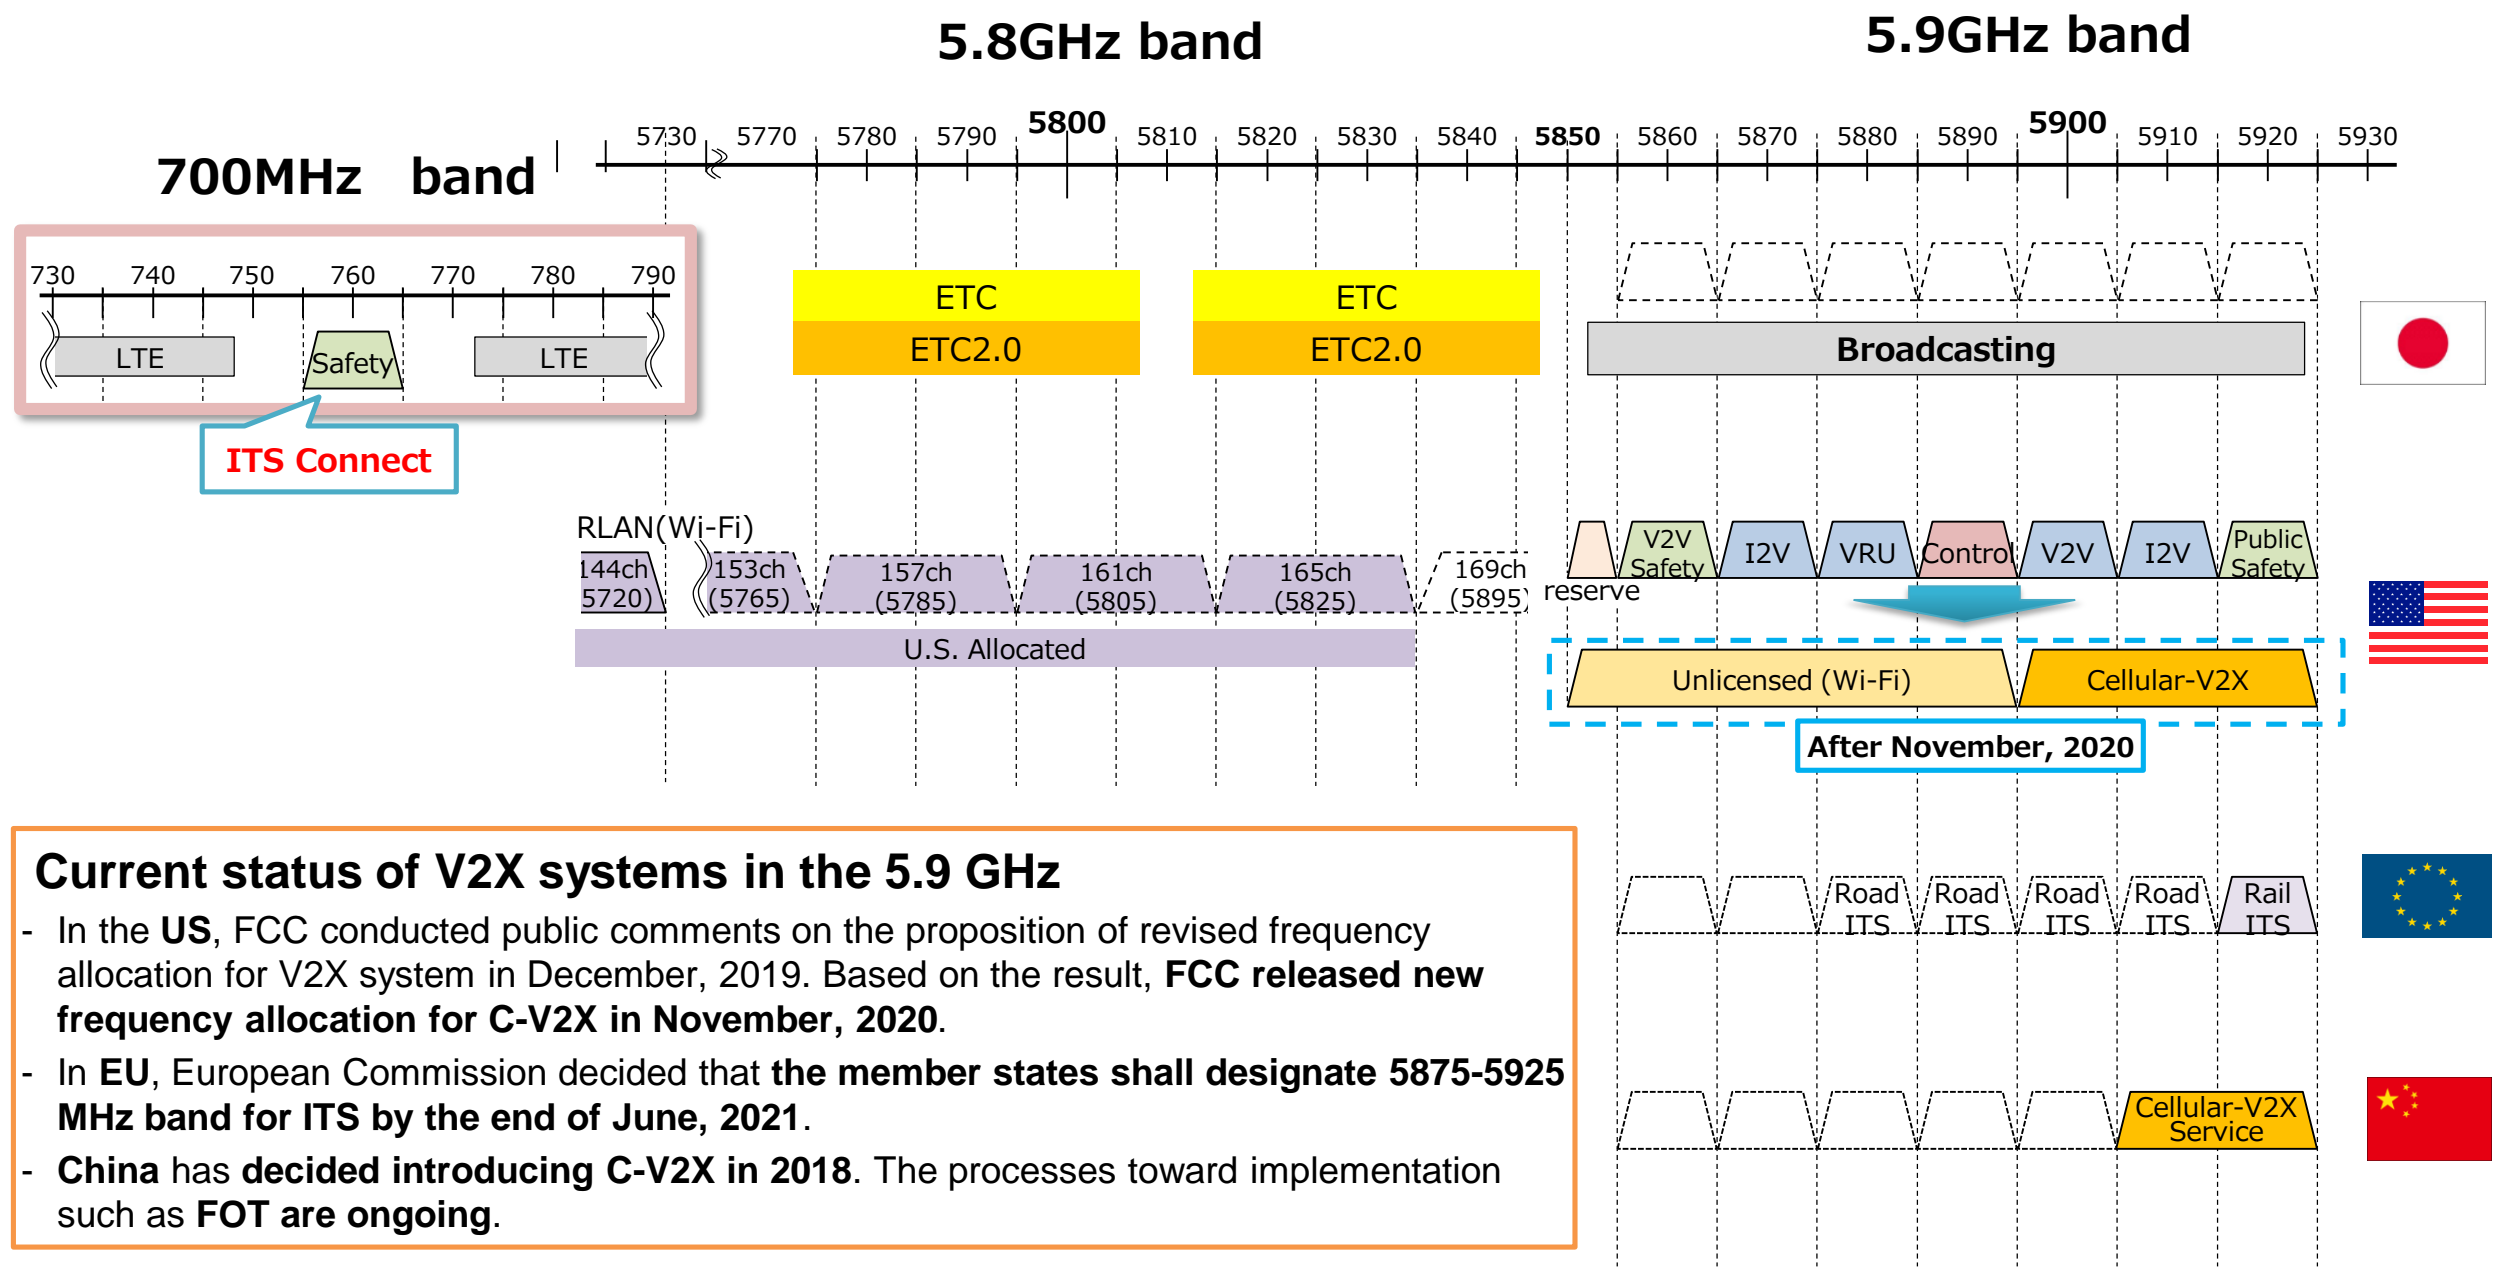 5.8GHz band
5.9GHz band
5730 5770 5780 5790 5800 5810 5820 5830 5840 5850 5860 5870 5880 5890 5900 5910 5920 5930
700MHz band
730 740 750 760 770 780 790
LTE Safety LTE
ITS Connect
ETC ETC
ETC2.0 ETC2.0
Broadcasting
RLAN(Wi-Fi)
144ch 153ch 157ch 161ch 165ch 169ch
5720) (5765) (5785) (5805) (5825) (5895)
U.S. Allocated
reserve
V2V
Safety
I2V
VRU
Control
V2V
I2V
Public
Safety
Unlicensed (Wi-Fi)
Cellular-V2X
After November, 2020
Current status of V2X systems in the 5.9 GHz
- In the US, FCC conducted public comments on the proposition of revised frequency
allocation for V2X system in December, 2019. Based on the result, FCC released new
frequency allocation for C-V2X in November, 2020.
- In EU, European Commission decided that the member states shall designate 5875-5925
MHz band for ITS by the end of June, 2021.
- China has decided introducing C-V2X in 2018. The processes toward implementation
such as FOT are ongoing.
Road Road Road Road Rail
ITS ITS ITS ITS ITS
Cellular-V2X
Service